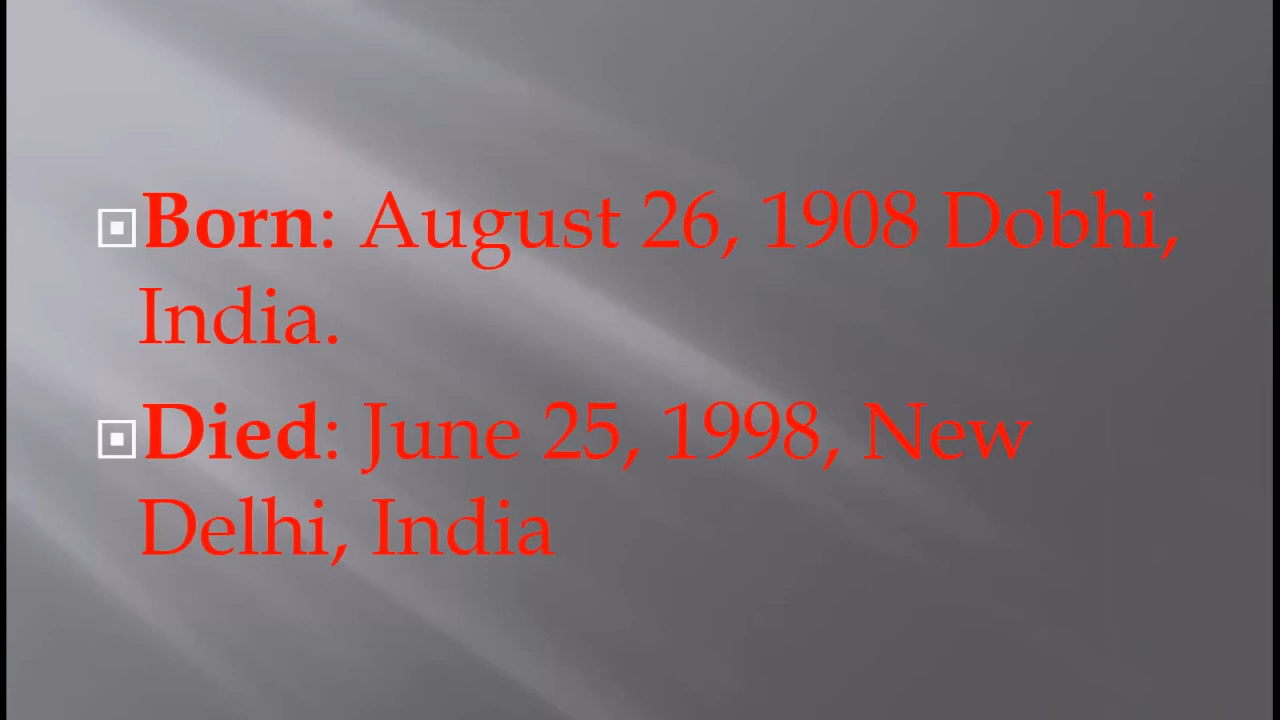 Born: August 26, 1908 Dobhi,
India.
Died: June 25, 1998, New
Delhi, India